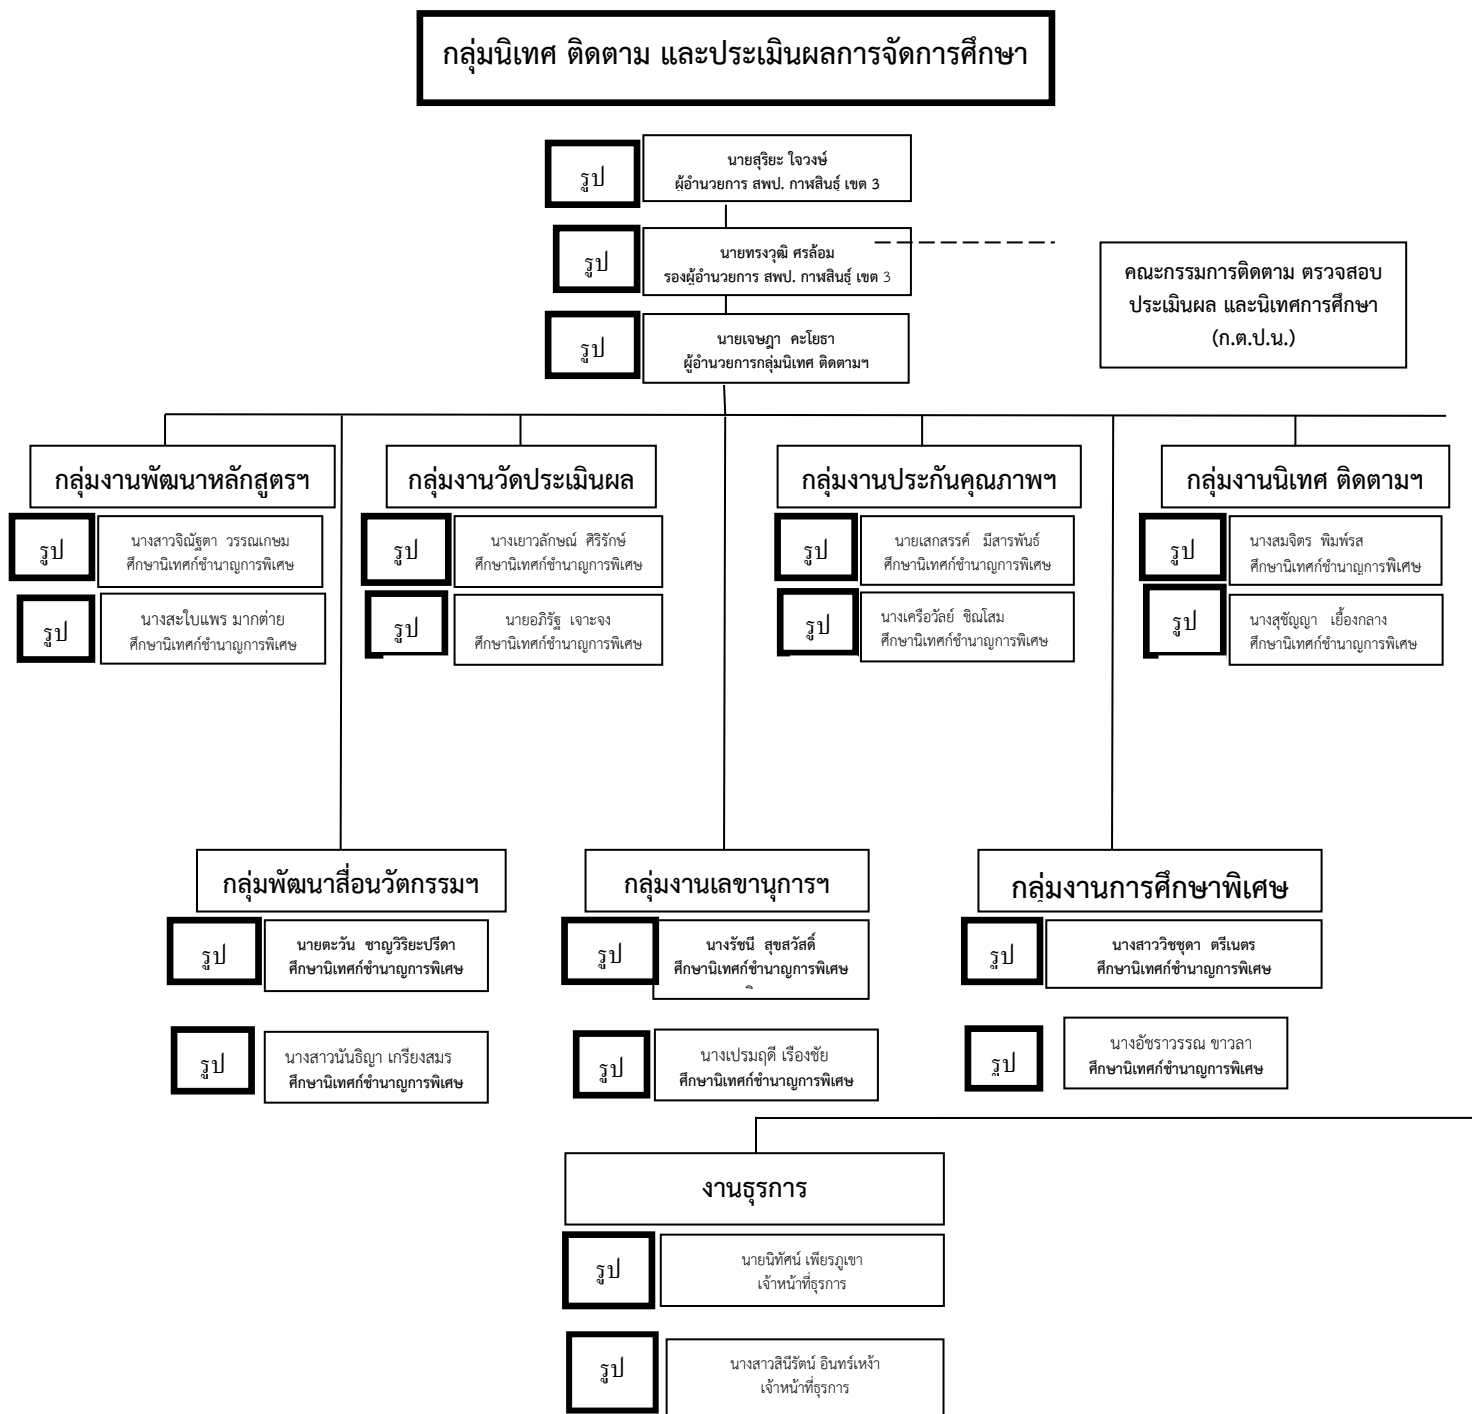 กลุ่มนิเทศ ติดตาม และประเมินผลการจัดการศึกษา
รูป
นายสุริยะ ใจวงษ์
ผู้อำนวยการ สพป. กาฬสินธุ์ เขต 3
รูป
นายทรงวุฒิ ศรล้อม
รองผู้อำนวยการ สพป. กาฬสินธุ์ เขต 3
คณะกรรมการติดตาม ตรวจสอบ
ประเมินผล และนิเทศการศึกษา
(ก.ต.ป.น.)
รูป
นายเจษฎา คะโยธา
ผู้อำนวยการกลุ่มนิเทศ ติดตามฯ
กลุ่มงานพัฒนาหลักสูตรฯ
รูป
นางสาวจิณัฐตา วรรณเกษม
ศึกษานิเทศก์ชำนาญการพิเศษ
รูป
นางสะใบแพร มากต่าย
ศึกษานิเทศก์ชำนาญการพิเศษ
กลุ่มงานวัดประเมินผล
รูป
นางเยาวลักษณ์ ศิริรักษ์
ศึกษานิเทศก์ชำนาญการพิเศษ
รูป
นายอภิรัฐ เจาะจง
ศึกษานิเทศก์ชำนาญการพิเศษ
กลุ่มงานประกันคุณภาพฯ
รูป
นายเสกสรรค์ มีสารพันธ์
ศึกษานิเทศก์ชำนาญการพิเศษ
รูป
นางเครือวัลย์ ชิณโสม
ศึกษานิเทศก์ชำนาญการพิเศษ
กลุ่มงานนิเทศ ติดตามฯ
รูป
นางสมจิตร พิมพ์รส
ศึกษานิเทศก์ชำนาญการพิเศษ
รูป
นางสุชัญญา เยื้องกลาง
ศึกษานิเทศก์ชำนาญการพิเศษ
กลุ่มพัฒนาสื่อนวัตกรรมฯ
รูป
นายตะวัน ชาญวิริยะปรีดา
ศึกษานิเทศก์ชำนาญการพิเศษ
รูป
นางสาวนันธิญา เกรียงสมร
ศึกษานิเทศก์ชำนาญการพิเศษ
กลุ่มงานเลขานุการฯ
รูป
นางรัชนี สุขสวัสดิ์
ศึกษานิเทศก์ชำนาญการพิเศษ
รูป
นางเปรมฤดี เรืองชัย
ศึกษานิเทศก์ชำนาญการพิเศษ
กลุ่มงานการศึกษาพิเศษ
รูป
นางสาววิชชุดา ตรีเนตร
ศึกษานิเทศก์ชำนาญการพิเศษ
รูป
นางอัชราวรรณ ขาวลา
ศึกษานิเทศก์ชำนาญการพิเศษ
งานธุรการ
รูป
นายนิทัศน์ เพียรภูเขา
เจ้าหน้าที่ธุรการ
รูป
นางสาวสินีรัตน์ อินทร์เหง้า
เจ้าหน้าที่ธุรการ